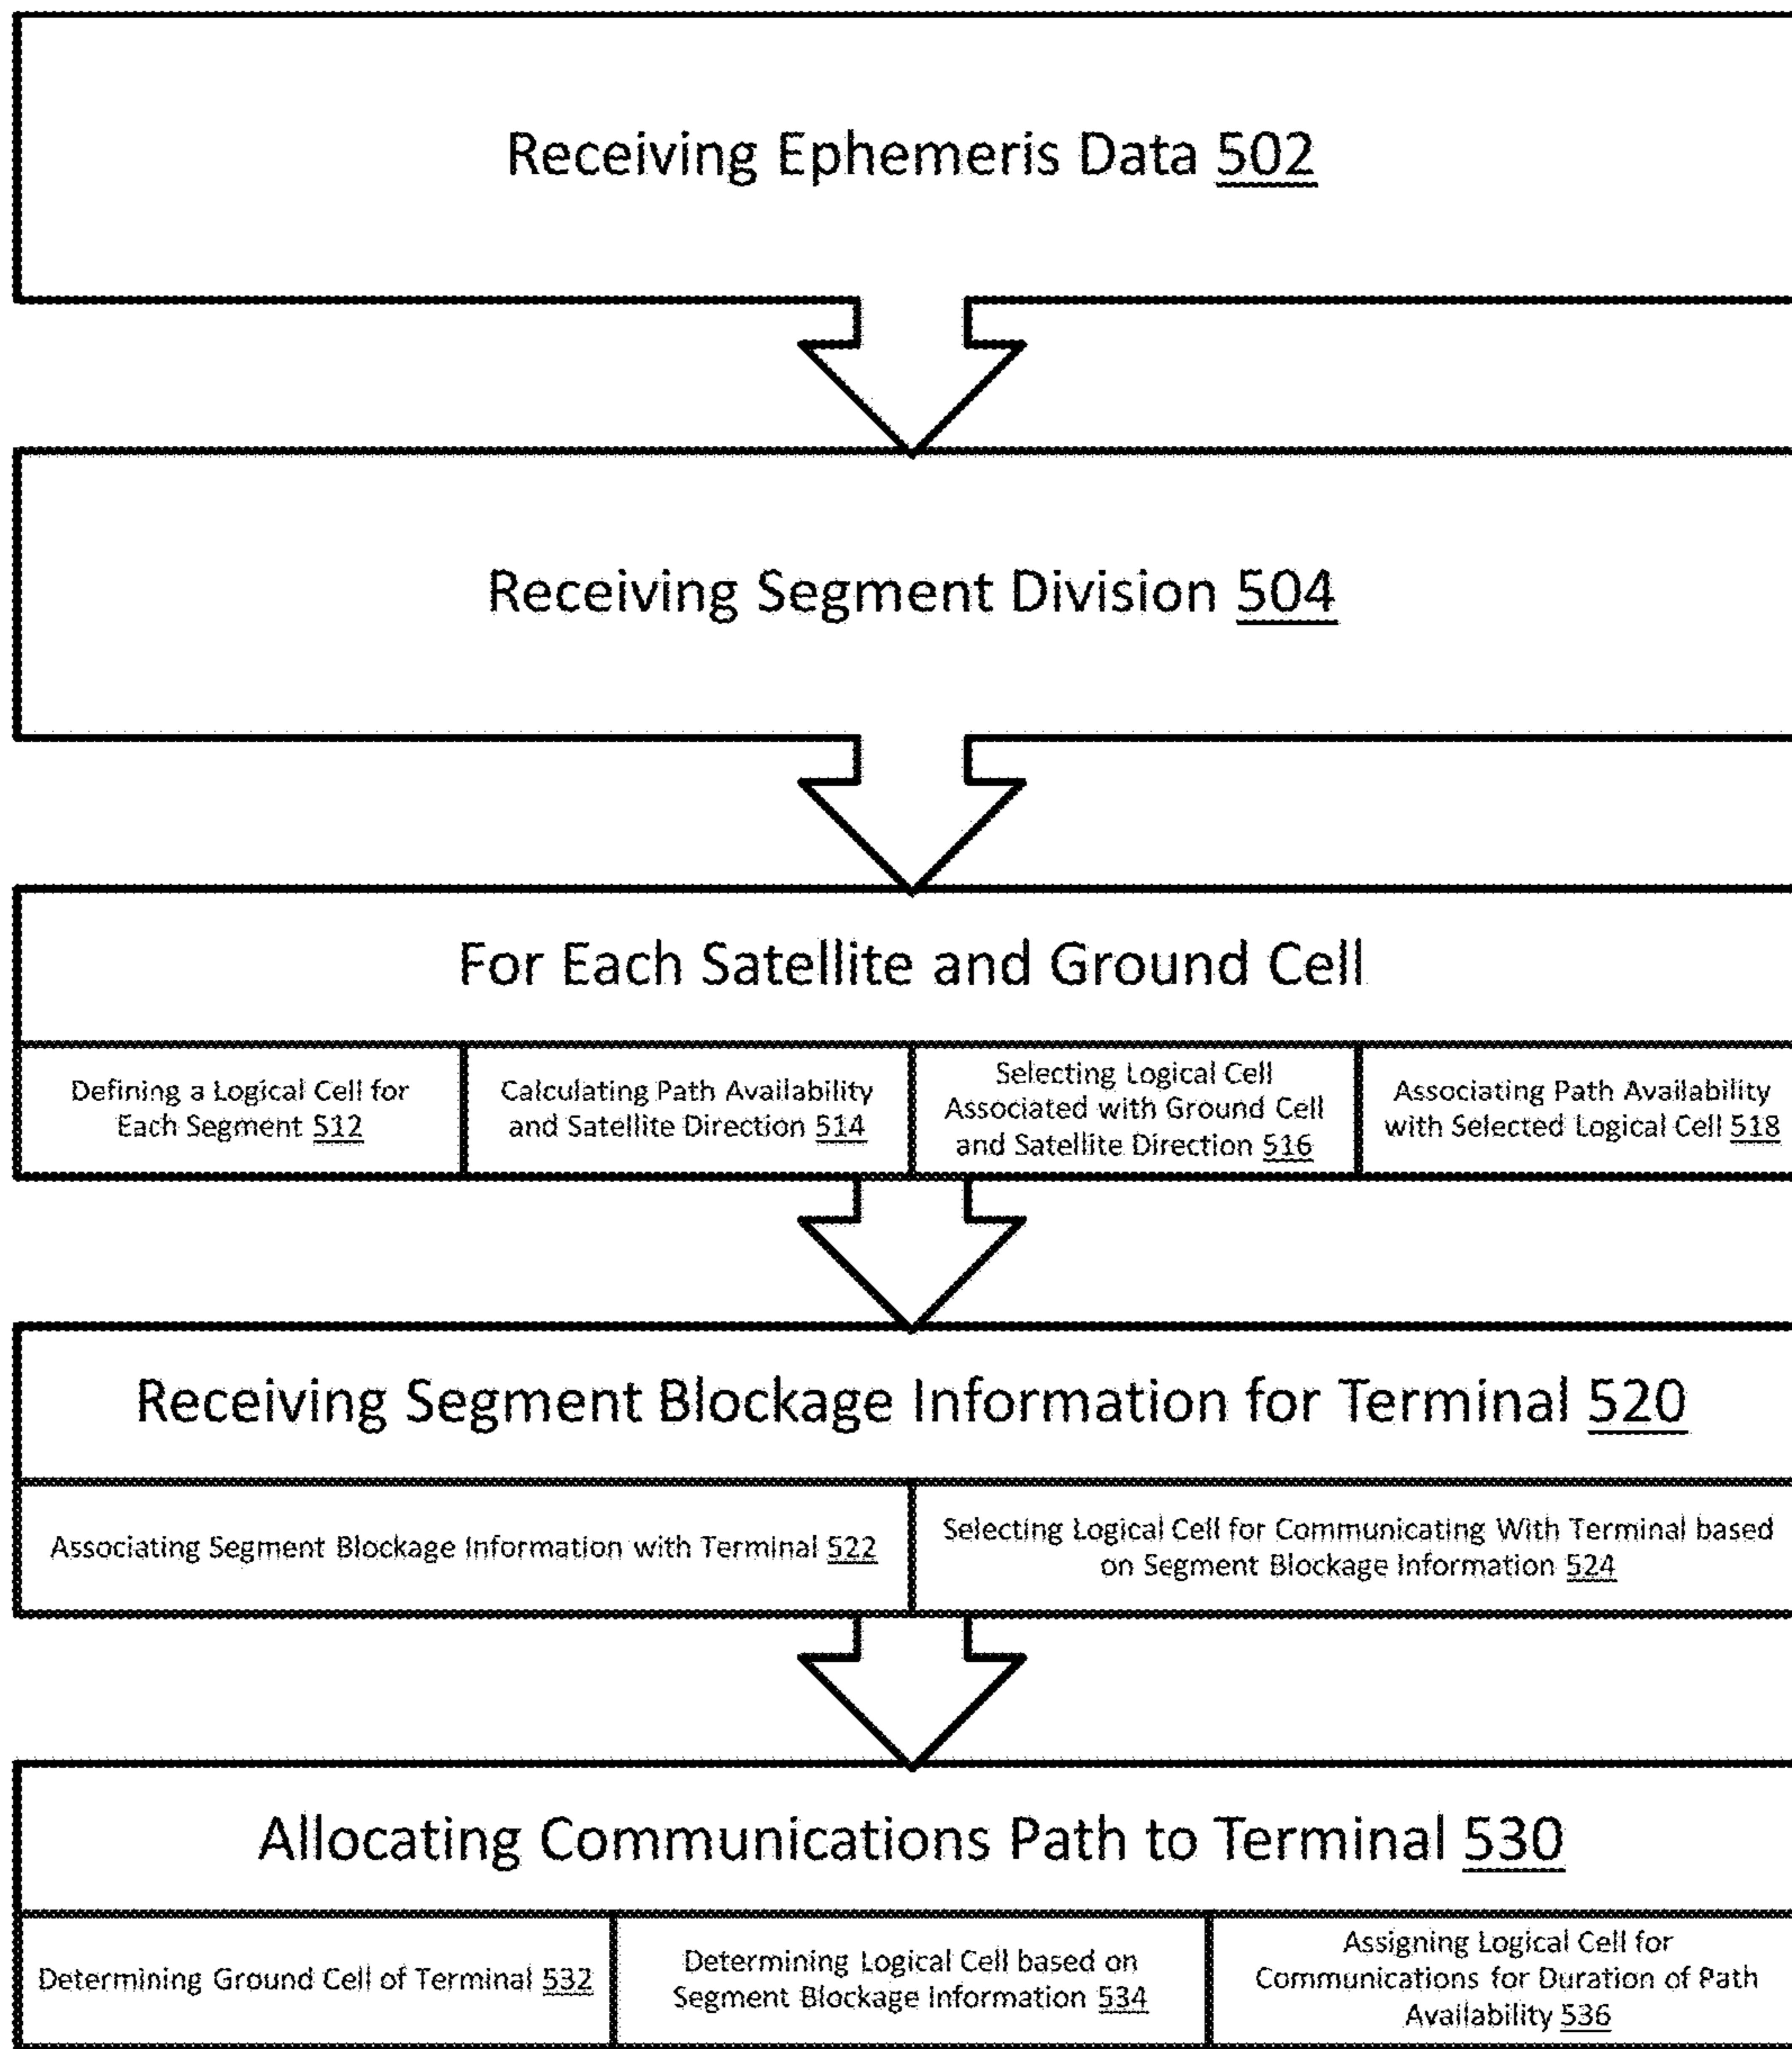 Receiving Ephemeris Data 502
Receiving Segment Division 504
For Each Satellite and Ground Cell
Defining a Logical Cell for
Each Segment 512
Calculating Path Availability
and Satellite Direction 514
Selecting Logical Cell
Associated with Ground Cell
and Satellite Direction 516
Associating Path Availability
with Selected Logical Cell 518
Receiving Segment Blockage Information for Terminal 520
Associating Segment Blockage Information with Terminal 522
Selecting Logical Cell for Communicating With Terminal based
on Segment Blockage Information 524
Allocating Communications Path to Terminal 530
Determining Ground Cell of Terminal 532
Determining Logical Cell based on
Segment Blockage Information 534
Assigning Logical Cell for
Communications for Duration of Path
Availability 536